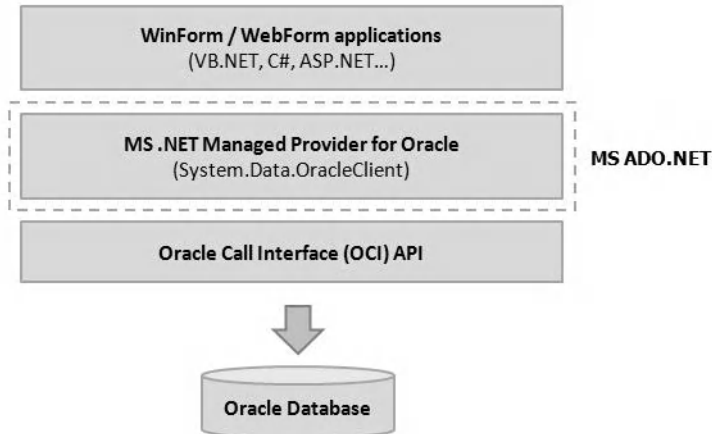 WinForm / WebForm applications
(VB.NET, C#, ASP.NET...)
MS .NET Managed Provider for Oracle
(System.Data.OracleClient)
MS ADO.NET
Oracle Call Interface (OCI) API
Oracle Database